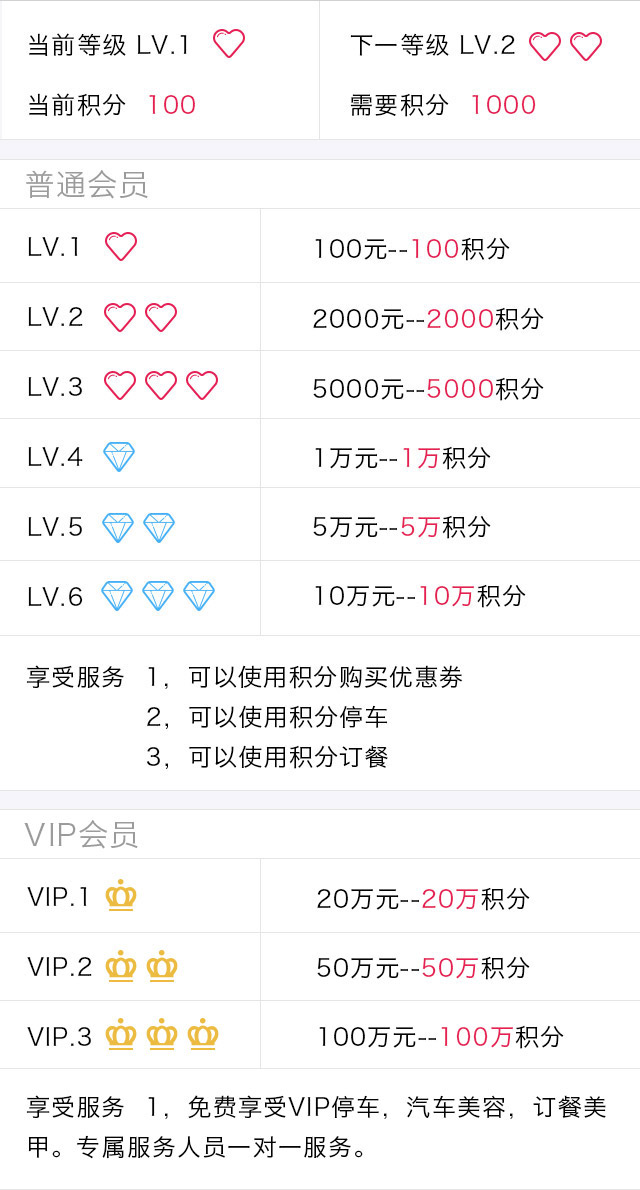 当前等级 LV.1
下一等级 LV.2
当前积分 100
需要积分 1000
普通会员
LV.1 100元--100积分
LV.2 2000元--2000积分
LV.3 5000元--5000积分
LV.4 1万元--1万积分
LV.5 5万元--5万积分
LV.6 10万元--10万积分
享受服务 1，可以使用积分购买优惠劵
2，可以使用积分停车
3，可以使用积分订餐
VIP会员
VIP.1 20万元--20万积分
VIP.2 50万元--50万积分
VIP.3 100万元--100万积分
享受服务 1，免费享受VIP停车，汽车美容，订餐美
甲。专属服务人员一对一服务。